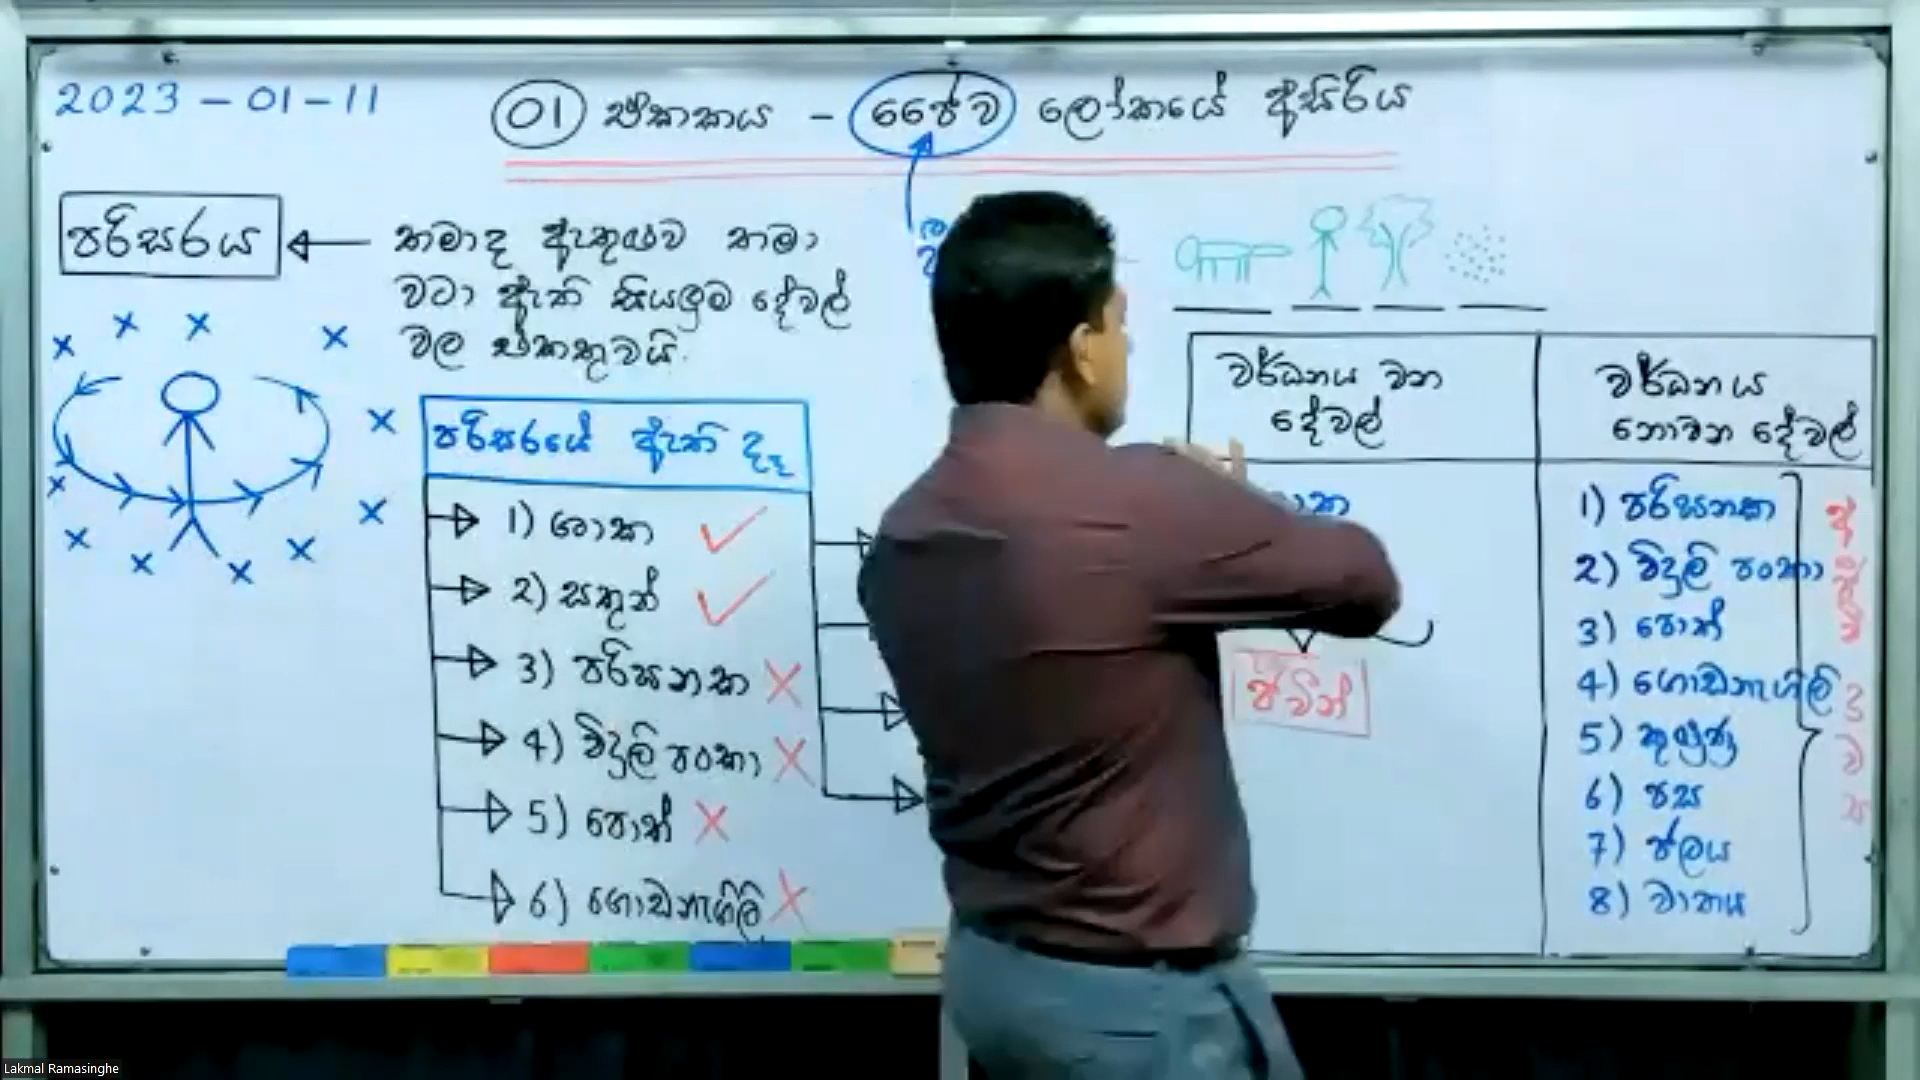 2023 - 01 - 11
01 ඒකකය - ජෛව ලෝකයේ අසිරිය
පරිසරය
තමාද ඇතුළුව තමා
වටා ඇති සියලුම දේවල්
වල එකතුවයි.
පරිසරයේ ඇති දෑ
1) ගොක
2) සතුන්
3) පරිඝනක
4) විදුලි පංකා
5) පොත්
6) ගොඩනැගිලි
වර්ධනය වන
දේවල්
ජීවීන්
වර්ධනය
නොවන දේවල්
1) පරිඝනක
2) විදුලි පංකා
3) පොත්
4) ගොඩනැගිලි
5) කුළුණු
6) පස
7) ජලය
8) වාතය
Lakmal Ramasinghe